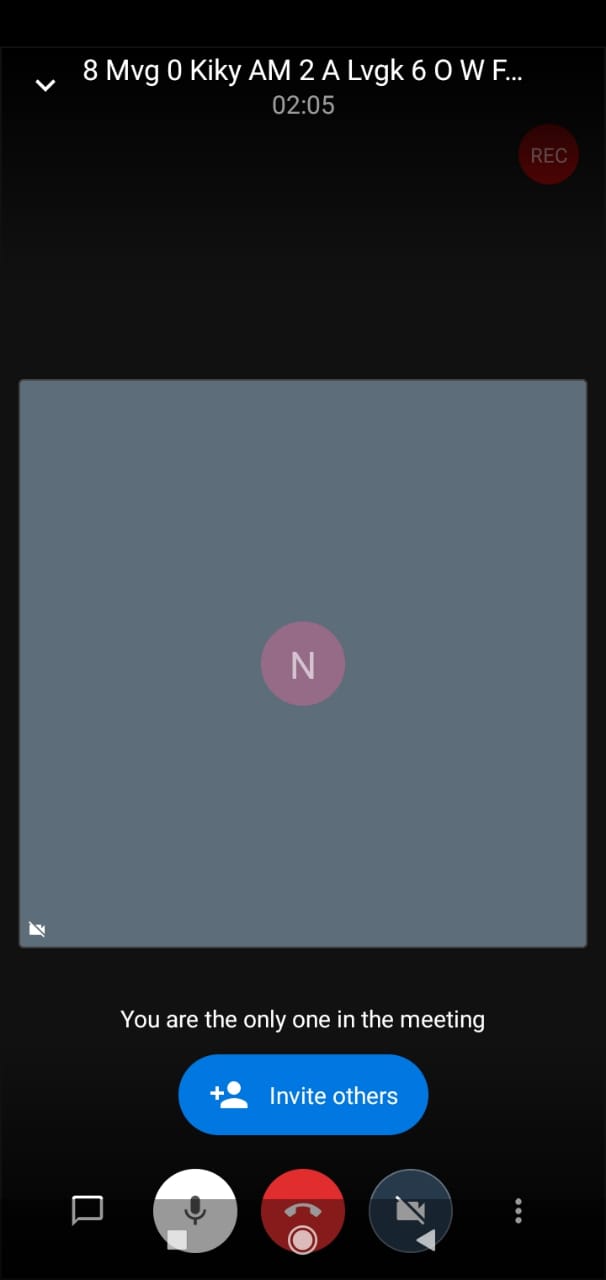 8 Mvg 0 Kiky AM 2 A Lvgk 6 O W F...
02:05
REC
N
You are the only one in the meeting
Invite others